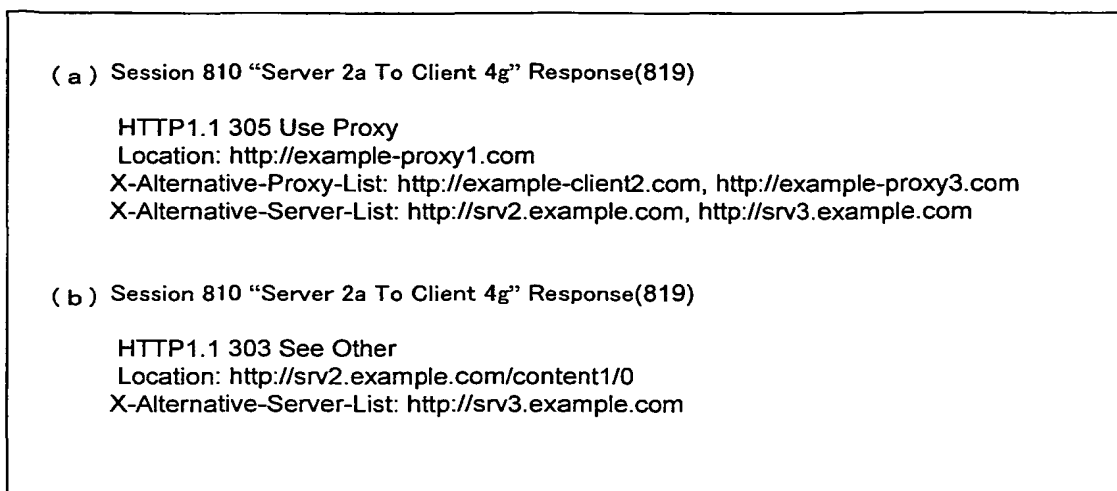 ( a ) Session 810 “Server 2a To Client 4g” Response(819)
HTTP1.1 305 Use Proxy
Location: http://example-proxy1.com
X-Alternative-Proxy-List: http://example-client2.com, http://example-proxy3.com
X-Alternative-Server-List: http://srv2.example.com, http://srv3.example.com
( b ) Session 810 “Server 2a To Client 4g” Response(819)
HTTP1.1 303 See Other
Location: http://srv2.example.com/content1/0
X-Alternative-Server-List: http://srv3.example.com